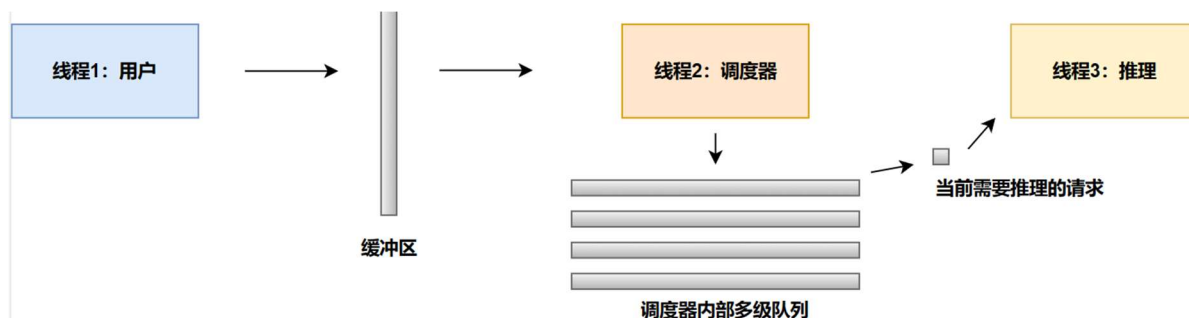 线程1：用户
线程2：调度器
线程3：推理
当前需要推理的请求
缓冲区
调度器内部多级队列